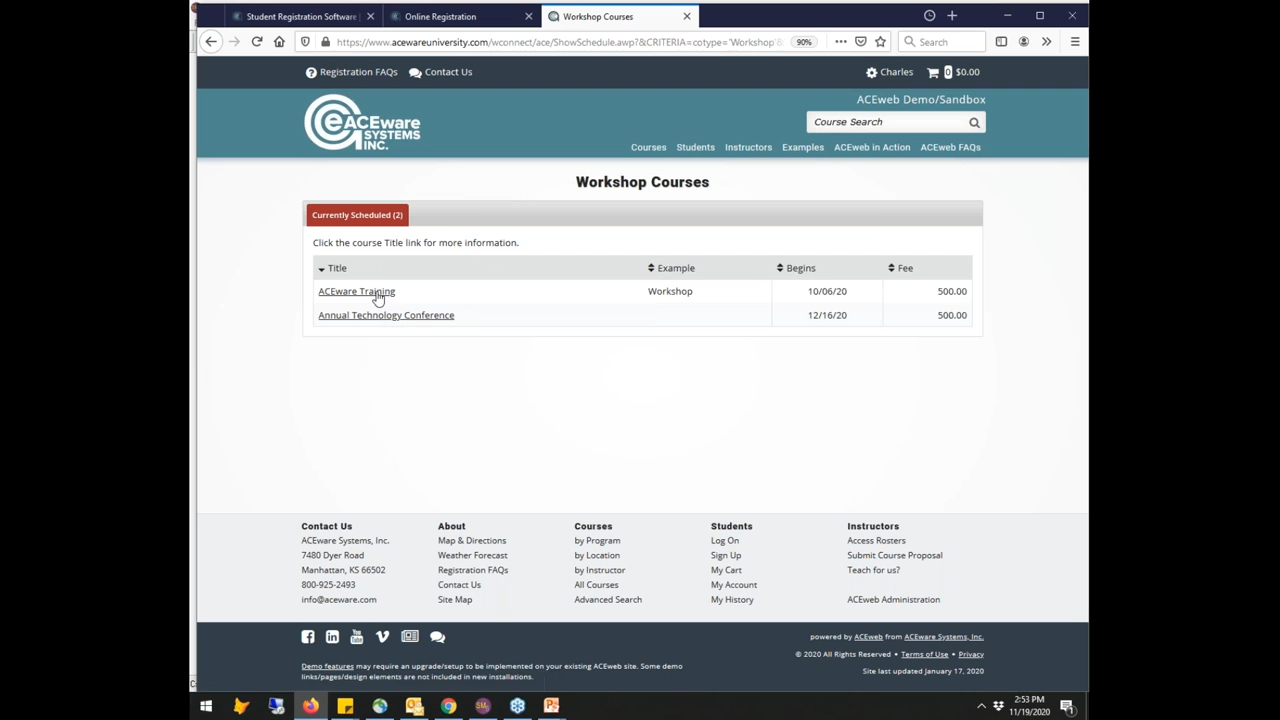 Student Registration Software |
Online Registration
Workshop Courses
https://www.acewareuniversity.com/wconnect/ace/ShowSchedule.awp?&CRITERIA=cotype='Workshop'&
90%
Search
Registration FAQs
Contact Us
Charles
0 $0.00
ACEweb Demo/Sandbox
ACEware
SYSTEMS
INC.
Course Search
Courses Students Instructors Examples ACEweb in Action ACEweb FAQs
Workshop Courses
Currently Scheduled (2)
Click the course Title link for more information.
Title Example Begins Fee
ACEware Training Workshop 10/06/20 500.00
Annual Technology Conference 12/16/20 500.00
Contact Us
ACEware Systems, Inc.
7480 Dyer Road
Manhattan, KS 66502
800-925-2493
info@aceware.com
About
Map & Directions
Weather Forecast
Registration FAQs
Contact Us
Site Map
Courses
by Program
by Location
by Instructor
All Courses
Advanced Search
Students
Log On
Sign Up
My Cart
My Account
My History
Instructors
Access Rosters
Submit Course Proposal
Teach for us?
ACEweb Administration
powered by ACEweb from ACEware Systems, Inc.
© 2020 All Rights Reserved • Terms of Use • Privacy
Site last updated January 17, 2020
Demo features may require an upgrade/setup to be implemented on your existing ACEweb site. Some demo
links/pages/design elements are not included in new installations.
2:53 PM
11/19/2020